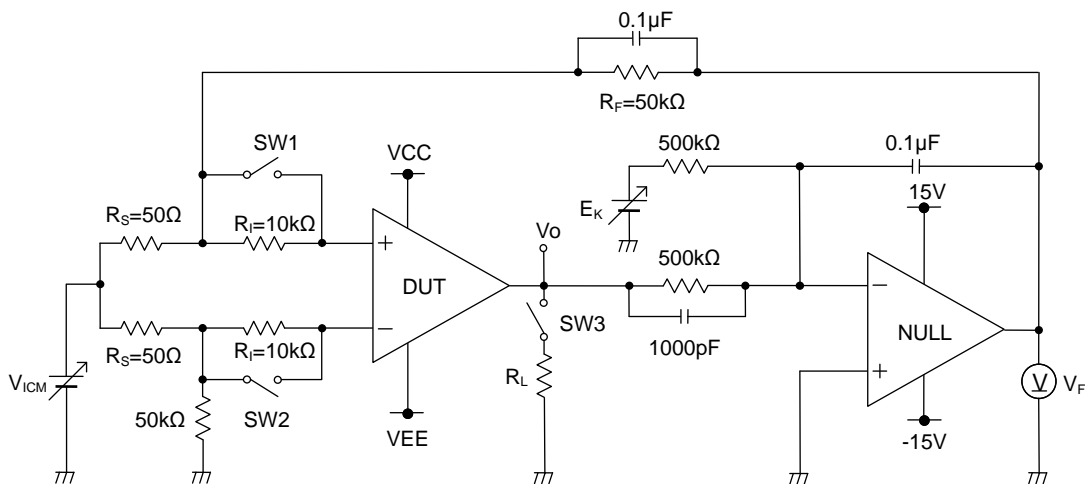 0.1µF
RF=50kΩ
SW1
VCC
500kΩ
0.1µF
15V
RS=50Ω
RI=10kΩ
EK
Vo
+
DUT
500kΩ
−
−
NULL
SW3
RS=50Ω
RI=10kΩ
1000pF
VICM
+
V
VF
RL
50kΩ
SW2
VEE
-15V